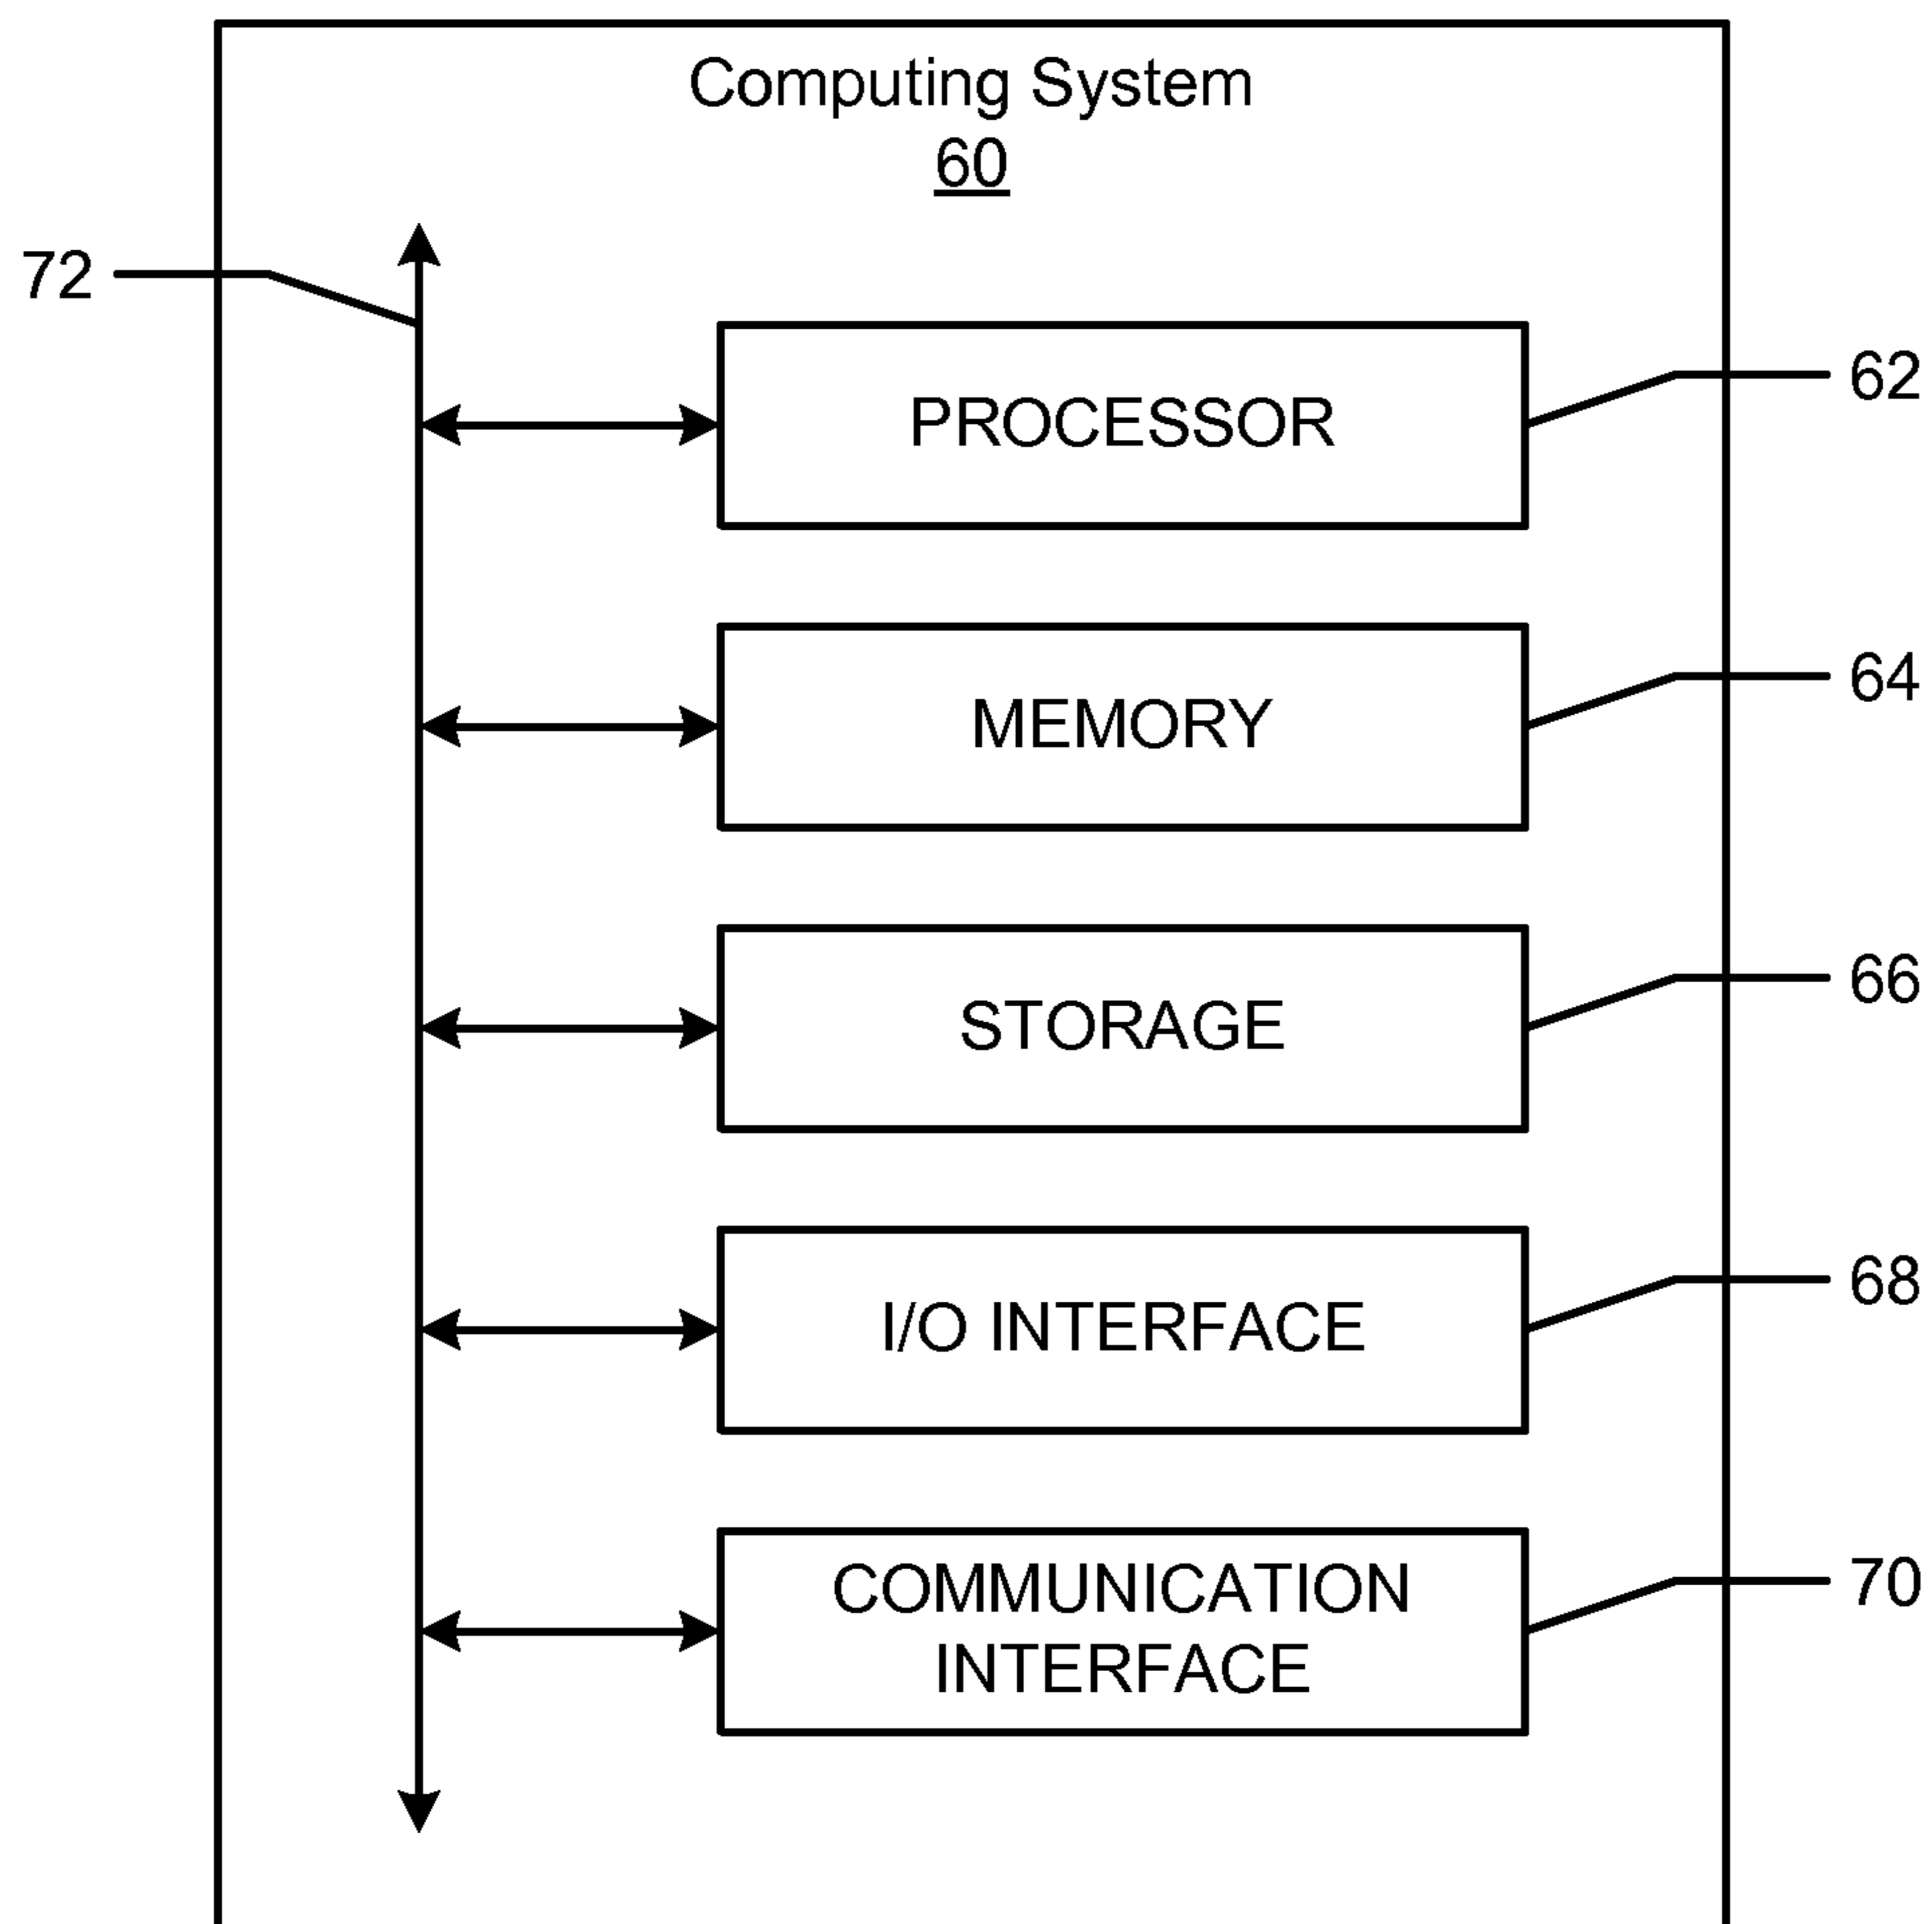 Computing System
60
72
PROCESSOR
62
MEMORY
64
STORAGE
66
I/O INTERFACE
68
COMMUNICATION
INTERFACE
70